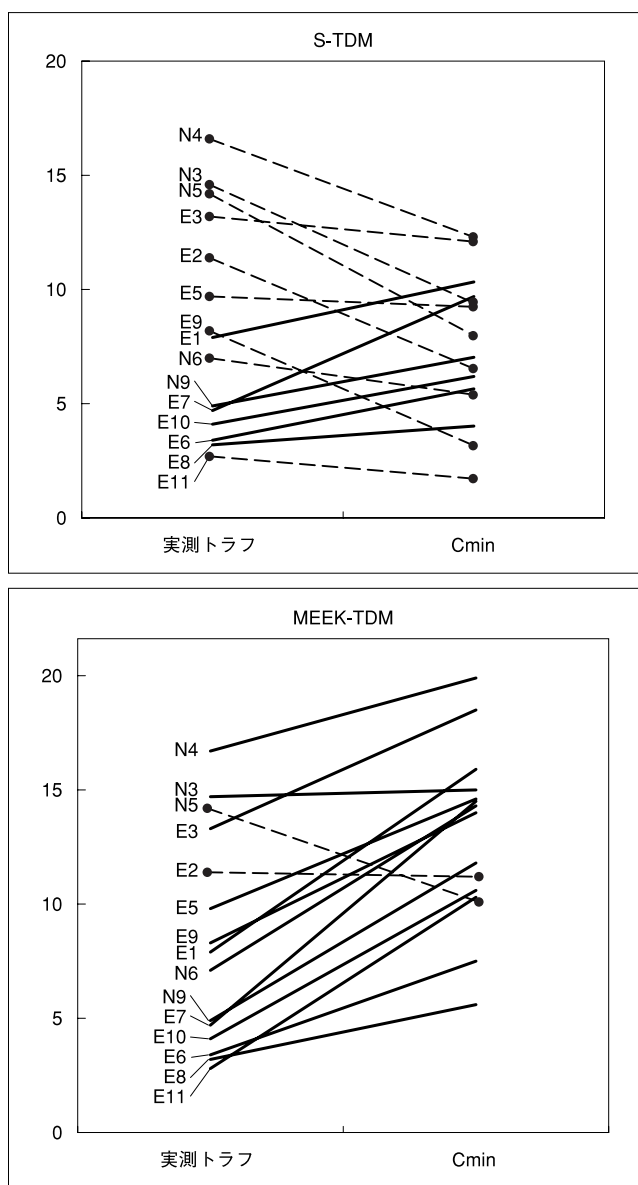 S-TDM
20
15
10
5
0
N4
N3
N5
E3
E2
E5
E9
E1
N6
N9
E7
E10
E6
E8
E11
実測トラフ
Cmin
MEEK-TDM
20
15
10
5
0
N4
N3
N5
E3
E2
E5
E9
E1
N6
N9
E7
E10
E6
E8
E11
実測トラフ
Cmin